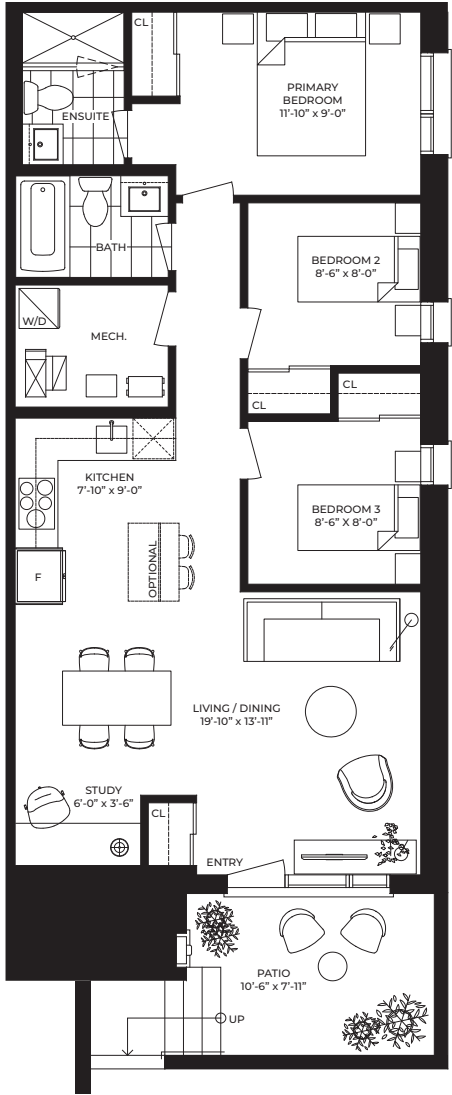 CL
PRIMARY
BEDROOM
11'-10" x 9'-0"
ENSUITE
BATH
BEDROOM 2
8'-6" x 8'-0"
W/D
MECH.
CL
CL
KITCHEN
7'-10" x 9'-0"
BEDROOM 3
8'-6" X 8'-0"
OPTIONAL
F
LIVING / DINING
19'-10" x 13'-11"
STUDY
6'-0" x 3'-6"
CL
ENTRY
PATIO
10'-6" x 7'-11"
UP